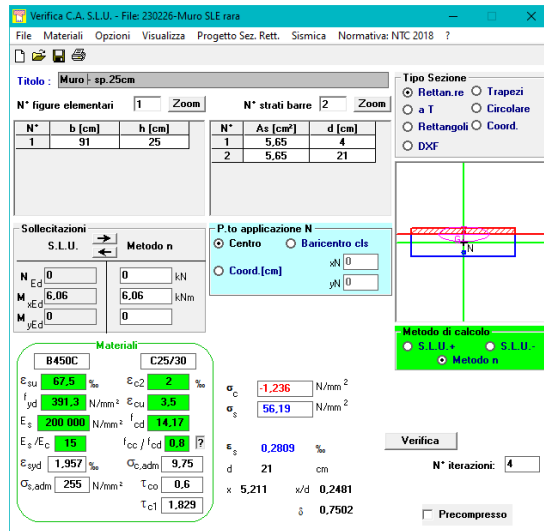 Verifica C.A. S.L.U. - File: 230226-Muro SLE rara
File Materiali Opzioni Visualizza Progetto Sez. Rett. Sismica Normativa: NTC 2018 ?
Titolo : Muro - sp.25cm
N° figure elementari 1 Zoom N° strati barre 2 Zoom
N° b [cm] h [cm]
1 91 25
N° As [cm²] d [cm]
1 5,65 4
2 5,65 21
Tipo Sezione
Rettan.re Trapezi
a T Circolare
Rettangoli Coord.
DXF
Sollecitazioni
S.L.U. Metodo n
N Ed 0 0 kN
M xEd 6,06 6,06 kNm
M yEd 0 0
P.to applicazione N
Centro Baricentro cls
Coord.[cm] xN 0
yN 0
G
N
Metodo di calcolo
S.L.U.+ S.L.U.-
Metodo n
Materiali
B450C C25/30
εsu 67,5 ‰ εc2 2 ‰
fyd 391,3 N/mm² εcu 3,5
Es 200 000 N/mm² fcd 14,17
Es /Ec 15 fcc / fcd 0,8 ?
εsyd 1,957 ‰ σc,adm 9,75
σs,adm 255 N/mm² τco 0,6
τc1 1,829
σc -1,236 N/mm²
σs 56,19 N/mm²
εs 0,2809 ‰
d 21 cm
x 5,211 x/d 0,2481
δ 0,7502
Verifica
N° iterazioni: 4
Precompresso